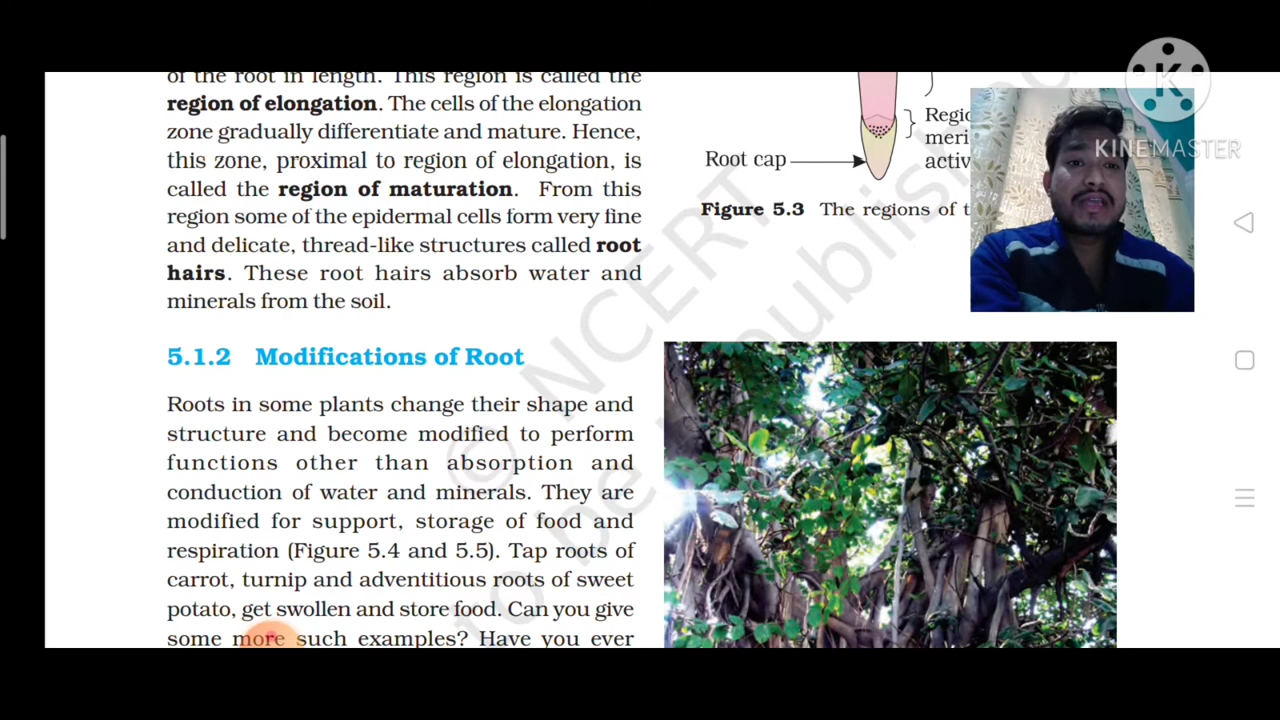 of the root in length. This region is called the
region of elongation. The cells of the elongation
zone gradually differentiate and mature. Hence,
this zone, proximal to region of elongation, is
called the region of maturation. From this
region some of the epidermal cells form very fine
and delicate, thread-like structures called root
hairs. These root hairs absorb water and
minerals from the soil.
5.1.2 Modifications of Root
Roots in some plants change their shape and
structure and become modified to perform
functions other than absorption and
conduction of water and minerals. They are
modified for support, storage of food and
respiration (Figure 5.4 and 5.5). Tap roots of
carrot, turnip and adventitious roots of sweet
potato, get swollen and store food. Can you give
some more such examples? Have you ever
Root cap
Figure 5.3 The regions of t
© NCERT
to be
KINEMASTER